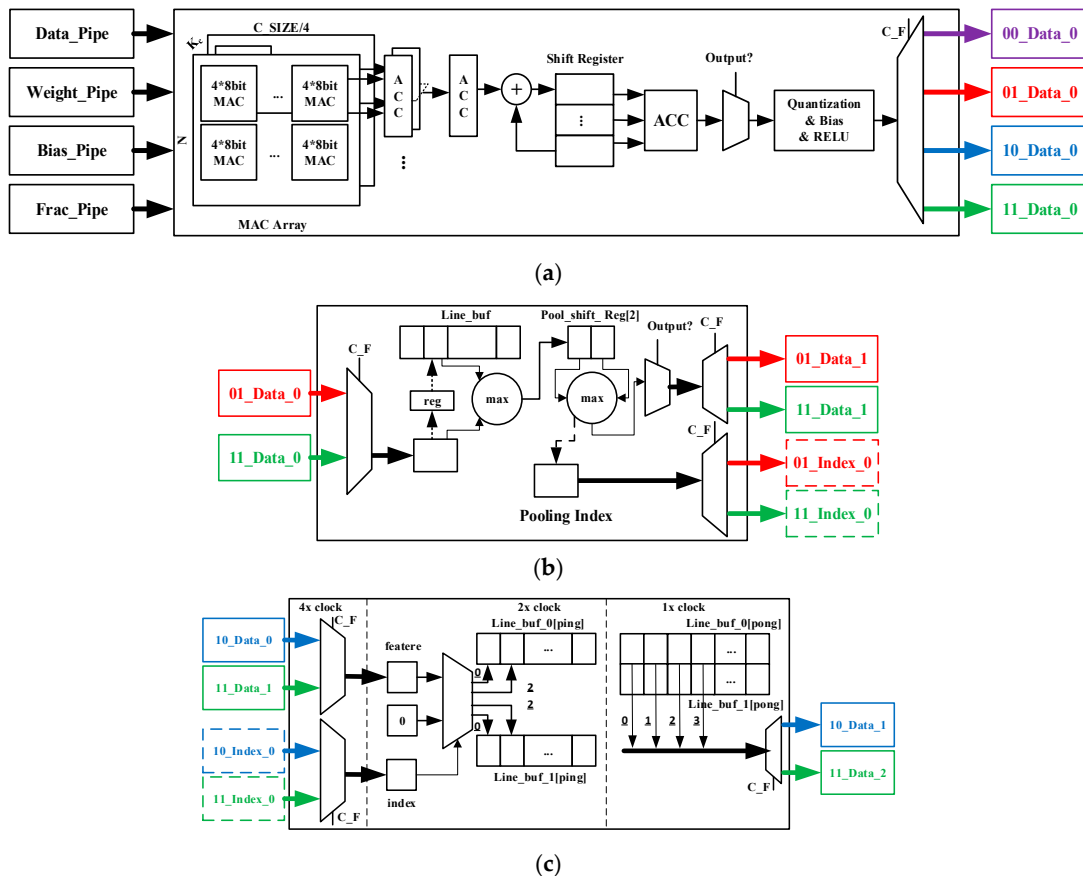 Data_Pipe
Weight_Pipe
Bias_Pipe
Frac_Pipe
C_SIZE/4
N
4*8bit MAC ... 4*8bit MAC
4*8bit MAC ... 4*8bit MAC
MAC Array
ACC
...
ACC
+
Shift Register
...
ACC
Output?
Quantization & Bias & RELU
C_F
00_Data_0
01_Data_0
10_Data_0
11_Data_0
(a)
01_Data_0
11_Data_0
C_F
Line_buf
reg
max
Pool_shift_ Reg[2]
max
Output?
C_F
C_F
Pooling Index
01_Data_1
11_Data_1
01_Index_0
11_Index_0
(b)
10_Data_0
11_Data_1
10_Index_0
11_Index_0
4x clock
C_F
C_F
2x clock
featere
0
index
Line_buf_0[ping]
...
0
2
2
0
...
Line_buf_1[ping]
1x clock
Line_buf_0[pong]
...
...
Line_buf_1[pong]
0 1 2 3
C_F
10_Data_1
11_Data_2
(c)